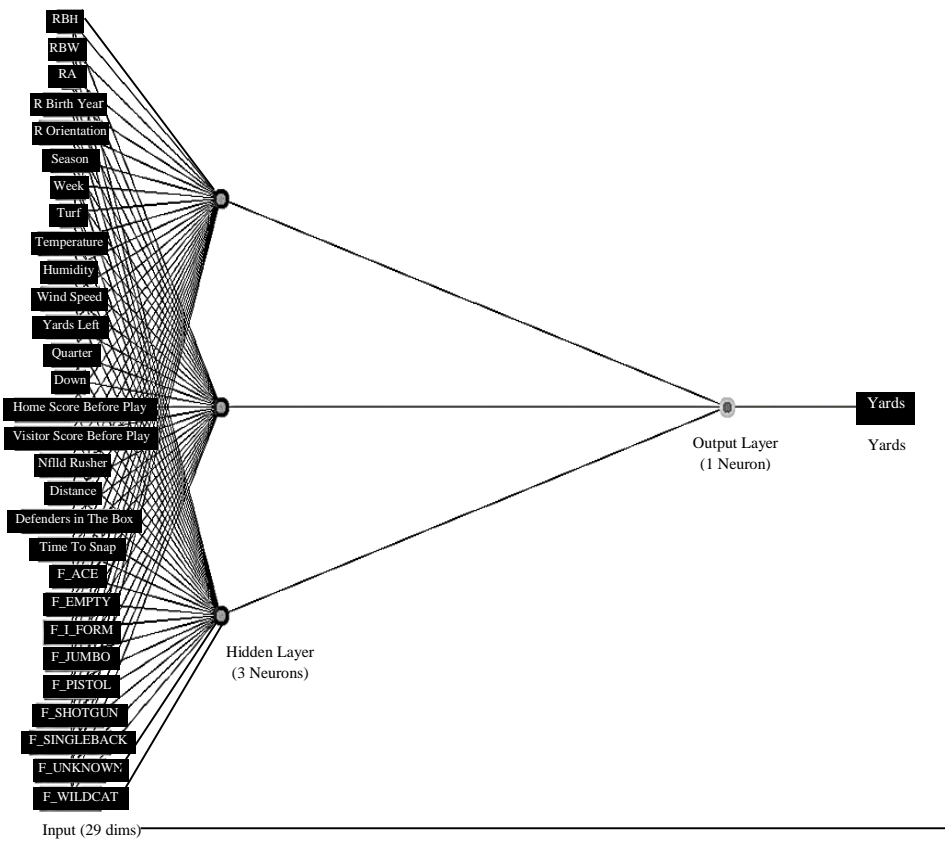 RBH
RBW
RA
R Birth Year
R Orientation
Season
Week
Turf
Temperature
Humidity
Wind Speed
Yards Left
Quarter
Down
Home Score Before Play
Visitor Score Before Play
Nflld Rusher
Distance
Defenders in The Box
Time To Snap
F_ACE
F_EMPTY
F_I_FORM
F_JUMBO
F_PISTOL
F_SHOTGUN
F_SINGLEBACK
F_UNKNOWN
F_WILDCAT
Input (29 dims)
Hidden Layer
(3 Neurons)
Output Layer
(1 Neuron)
Yards
Yards